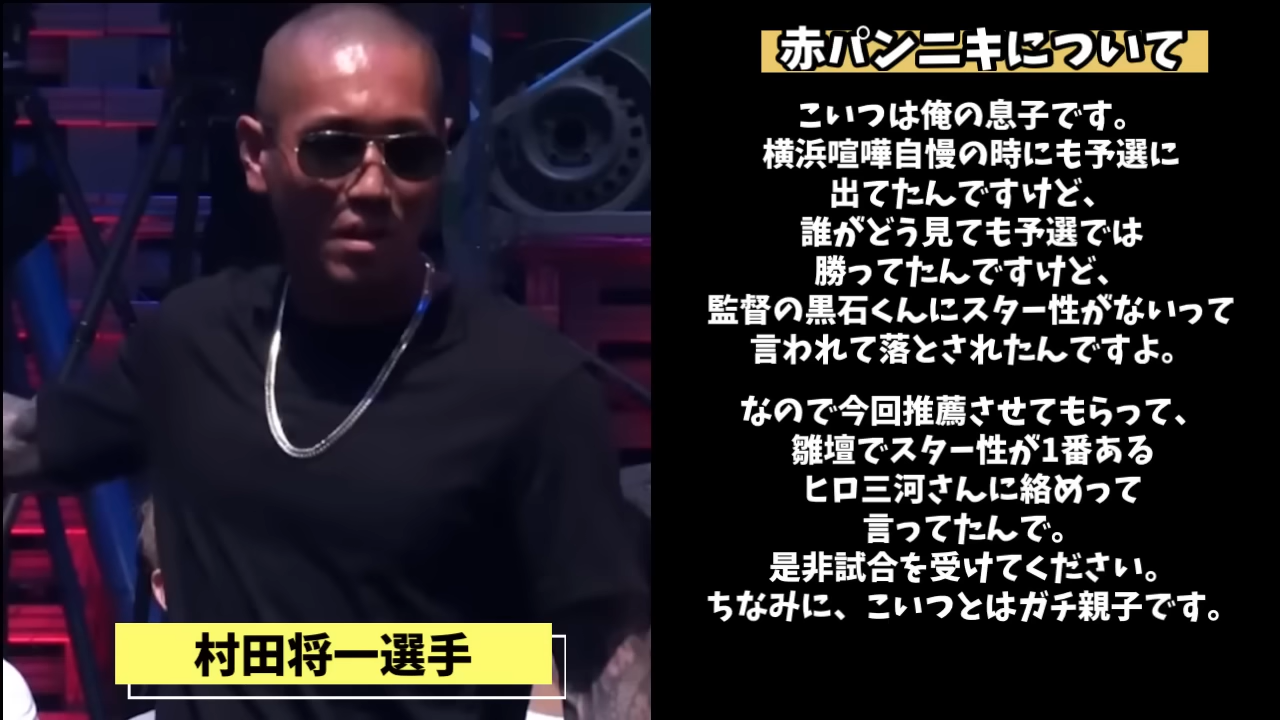 赤パンニキについて
こいつは俺の息子です。
横浜喧嘩自慢の時にも予選に
出てたんですけど、
誰がどう見ても予選では
勝ってたんですけど、
監督の黒石くんにスター性がないって
言われて落とされたんですよ。
なので今回推薦させてもらって、
雛壇でスター性が1番ある
ヒロ三河さんに絡めって
言ってたんで。
是非試合を受けてください。
ちなみに、こいつとはガチ親子です。
村田将一選手